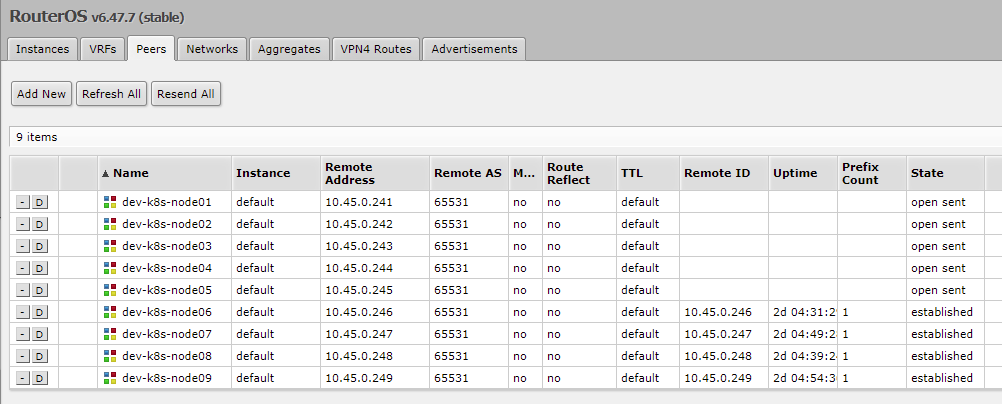 RouterOS v6.47.7 (stable)
Instances VRFs Peers Networks Aggregates VPN4 Routes Advertisements
Add New Refresh All Resend All
9 items
▲ Name Instance Remote Address Remote AS M... Route Reflect TTL Remote ID Uptime Prefix Count State
- D dev-k8s-node01 default 10.45.0.241 65531 no no default open sent
- D dev-k8s-node02 default 10.45.0.242 65531 no no default open sent
- D dev-k8s-node03 default 10.45.0.243 65531 no no default open sent
- D dev-k8s-node04 default 10.45.0.244 65531 no no default open sent
- D dev-k8s-node05 default 10.45.0.245 65531 no no default open sent
- D dev-k8s-node06 default 10.45.0.246 65531 no no default 10.45.0.246 2d 04:31:2 1 established
- D dev-k8s-node07 default 10.45.0.247 65531 no no default 10.45.0.247 2d 04:49:2 1 established
- D dev-k8s-node08 default 10.45.0.248 65531 no no default 10.45.0.248 2d 04:39:2 1 established
- D dev-k8s-node09 default 10.45.0.249 65531 no no default 10.45.0.249 2d 04:54:3 1 established